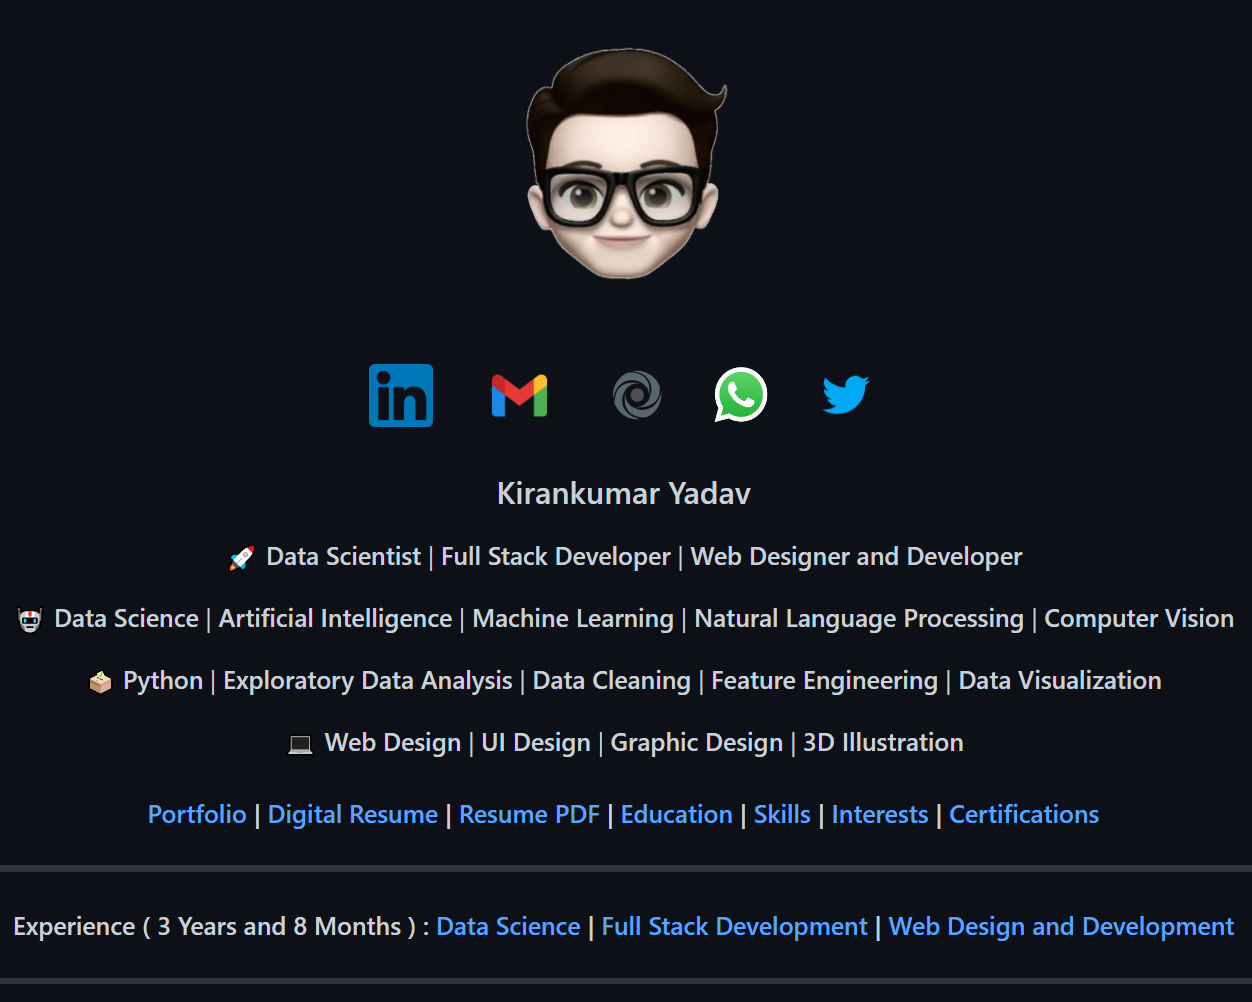 in
Kirankumar Yadav
🚀 Data Scientist | Full Stack Developer | Web Designer and Developer
🤖 Data Science | Artificial Intelligence | Machine Learning | Natural Language Processing | Computer Vision
🗳️ Python | Exploratory Data Analysis | Data Cleaning | Feature Engineering | Data Visualization
💻 Web Design | UI Design | Graphic Design | 3D Illustration
Portfolio | Digital Resume | Resume PDF | Education | Skills | Interests | Certifications
Experience ( 3 Years and 8 Months ) : Data Science | Full Stack Development | Web Design and Development